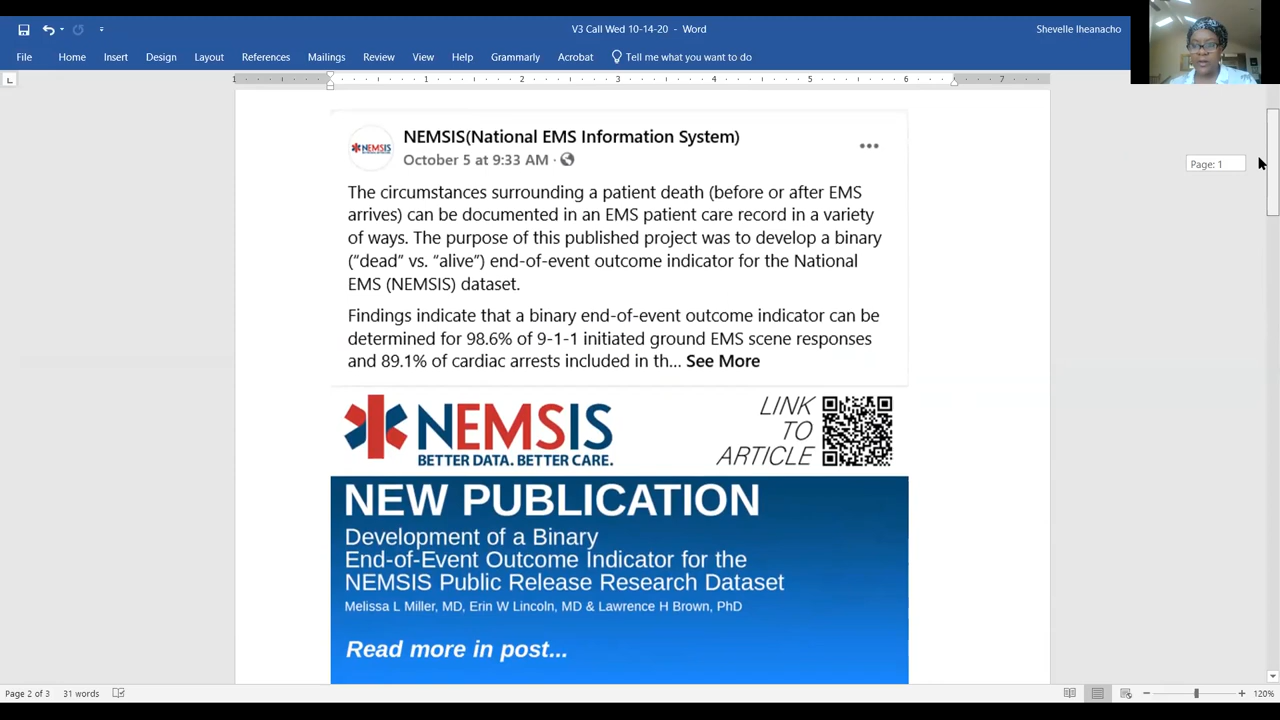 V3 Call Wed 10-14-20 - Word
Shevelle Iheanacho
File Home Insert Design Layout References Mailings Review View Help Grammarly Acrobat Tell me what you want to do
1 1 2 3 4 5 6 7
NEMSIS(National EMS Information System)
October 5 at 9:33 AM ·
Page: 1
The circumstances surrounding a patient death (before or after EMS
arrives) can be documented in an EMS patient care record in a variety
of ways. The purpose of this published project was to develop a binary
(“dead” vs. “alive”) end-of-event outcome indicator for the National
EMS (NEMSIS) dataset.
Findings indicate that a binary end-of-event outcome indicator can be
determined for 98.6% of 9-1-1 initiated ground EMS scene responses
and 89.1% of cardiac arrests included in th... See More
NEMSIS
BETTER DATA. BETTER CARE.
LINK
TO
ARTICLE
NEW PUBLICATION
Development of a Binary
End-of-Event Outcome Indicator for the
NEMSIS Public Release Research Dataset
Melissa L Miller, MD, Erin W Lincoln, MD & Lawrence H Brown, PhD
Read more in post...
Page 2 of 3 31 words 120%